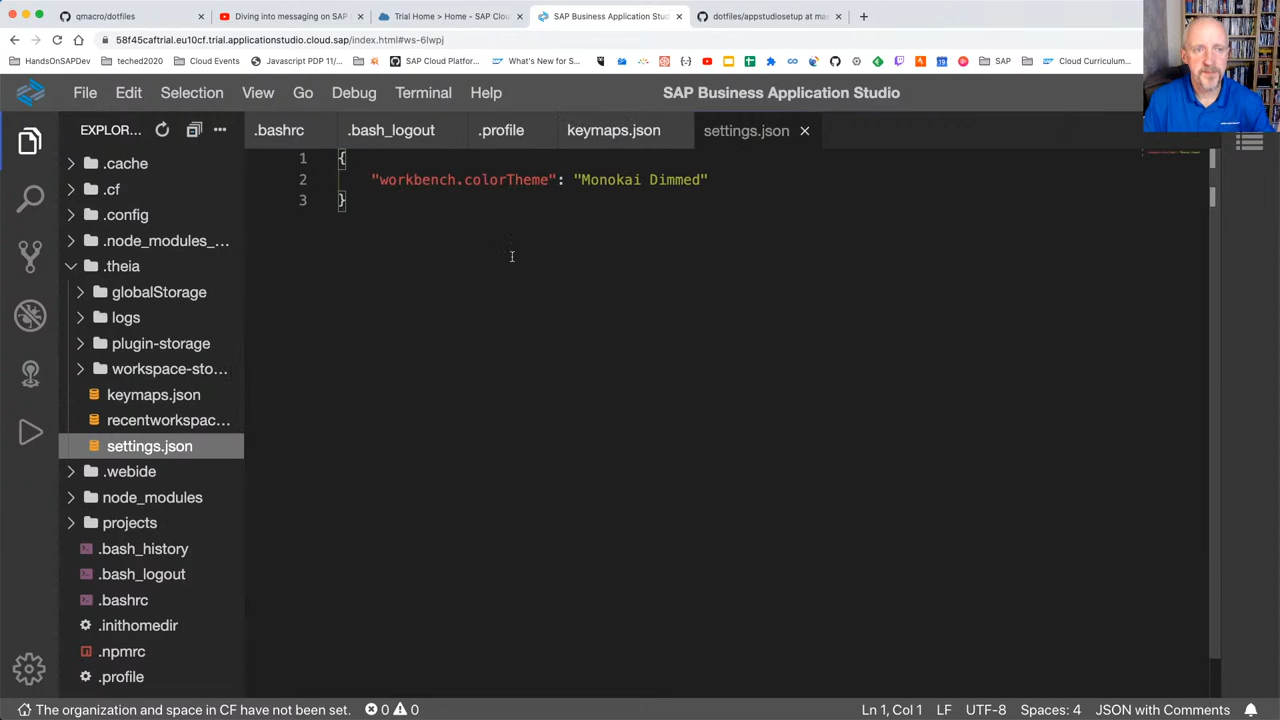 qmacro/dotfiles
Diving into messaging on SAP
Trial Home > Home - SAP Clou
SAP Business Application Studio
dotfiles/appstudiosetup at ma
58f45caftrial.eu10cf.trial.applicationstudio.cloud.sap/index.html#ws-6lwpj
HandsOnSAPDev
teched2020
Cloud Events
Javascript PDP 11/...
SAP Cloud Platfor...
What's New for S...
SAP
Cloud Curriculum...
File
Edit
Selection
View
Go
Debug
Terminal
Help
SAP Business Application Studio
EXPLOR...
.bashrc
.bash_logout
.profile
keymaps.json
settings.json
.cache
.cf
.config
.node_modules_...
.theia
globalStorage
logs
plugin-storage
workspace-sto...
keymaps.json
recentworkspac...
settings.json
.webide
node_modules
projects
.bash_history
.bash_logout
.bashrc
.inithomedir
.npmrc
.profile
1 {
2 "workbench.colorTheme": "Monokai Dimmed"
3 }
The organization and space in CF have not been set.
0
0
Ln 1, Col 1
LF
UTF-8
Spaces: 4
JSON with Comments